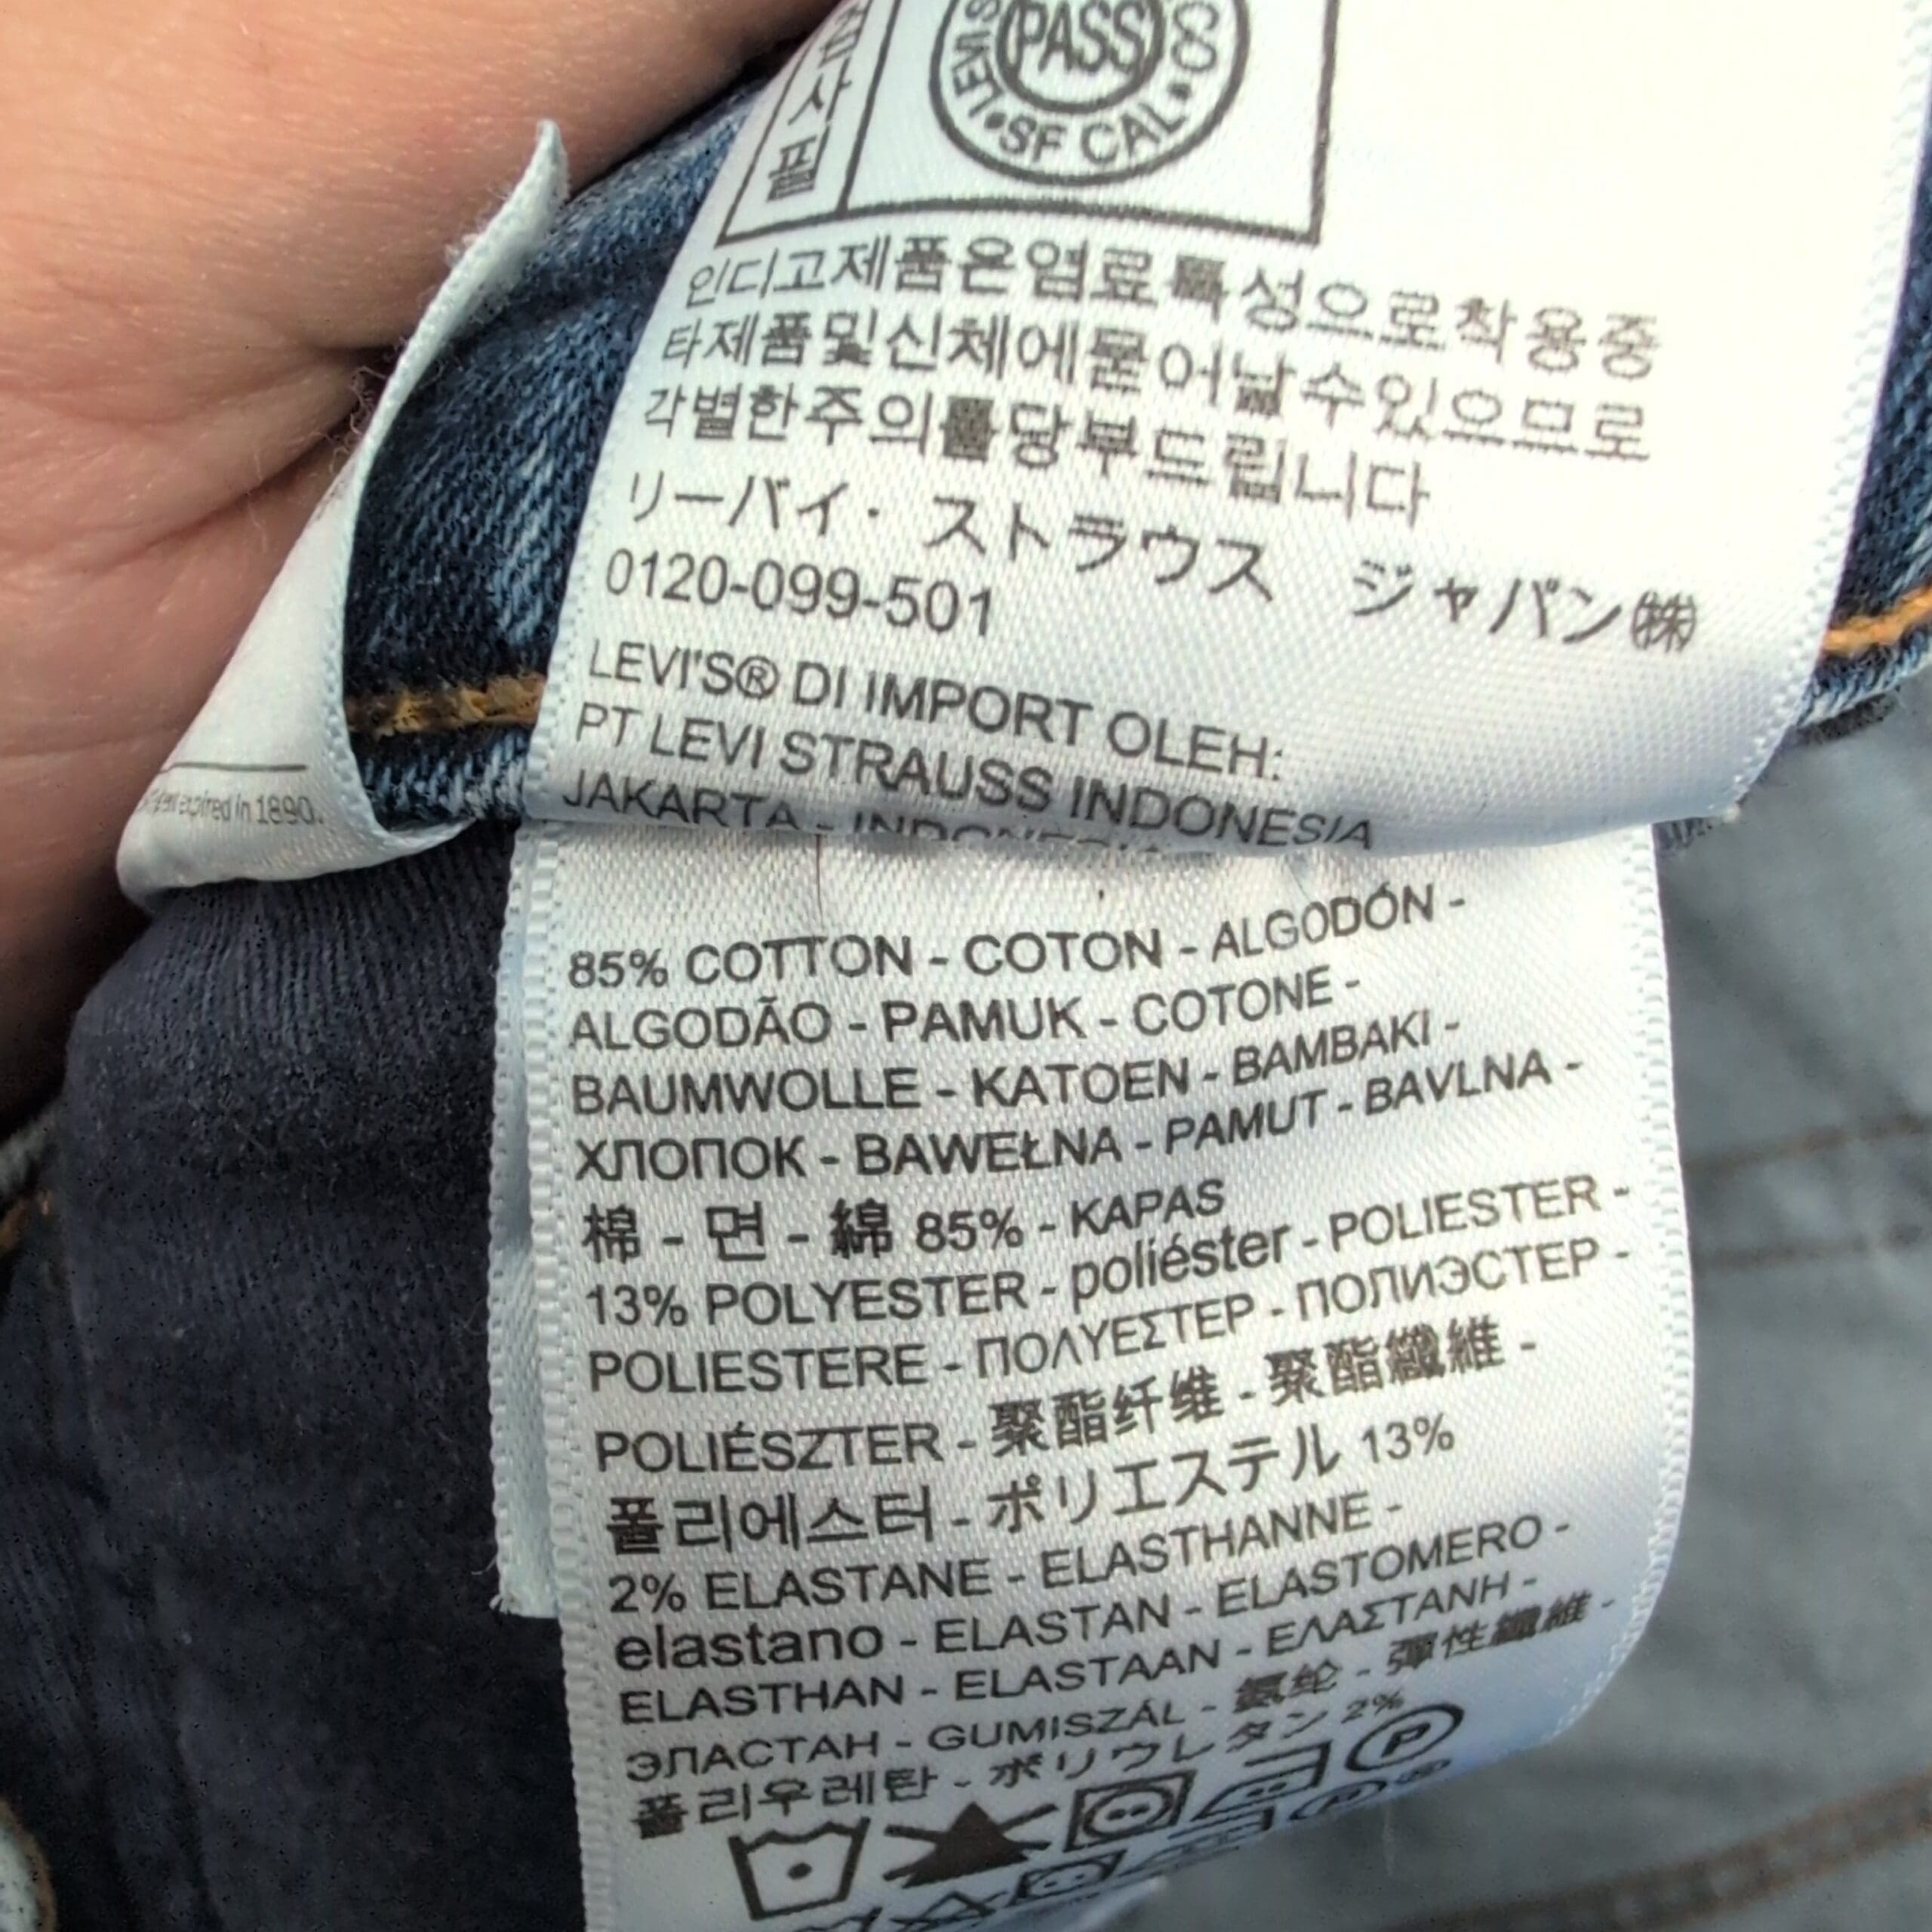 검사필
LEVI'S
CO
PASS
SF CAL
인디고제품은염료특성으로착용중
타제품및신체에묻어날수있으므로
각별한주의를당부드립니다
リーバイ・ストラウス ジャパン㈱
0120-099-501
LEVI'S® DI IMPORT OLEH:
PT LEVI STRAUSS INDONESIA
JAKARTA - INDONESIA
expired in 1890.
85% COTTON - COTON - ALGODÓN -
ALGODÃO - PAMUK - COTONE -
BAUMWOLLE - KATOEN - BAMBAKI -
ХЛОПОК - BAWEŁNA - PAMUT - BAVLNA -
棉 - 면 - 綿 85% - KAPAS
13% POLYESTER - poliéster - POLIESTER -
POLIESTERE - ΠΟΛΥΕΣΤΕΡ - ПОЛИЭСТЕР -
POLIÉSZTER - 聚酯纤维 - 聚酯纖維 -
폴리에스터 - ポリエステル 13%
2% ELASTANE - ELASTHANNE -
elastano - ELASTAN - ELASTOMERO -
ELASTHAN - ELASTAAN - ΕΛΑΣΤΑΝΗ -
ЭЛАСТАН - GUMISZÁL - 氨纶 - 彈性纖維 -
폴리우레탄 - ポリウレタン 2%
P
P